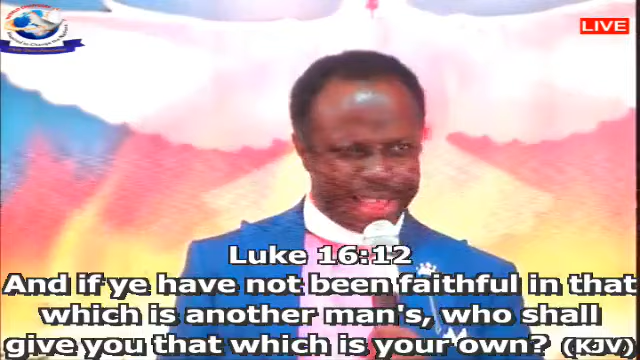 LIVE
Luke 16:12
And if ye have not been faithful in that
which is another man's, who shall
give you that which is your own? (KJV)